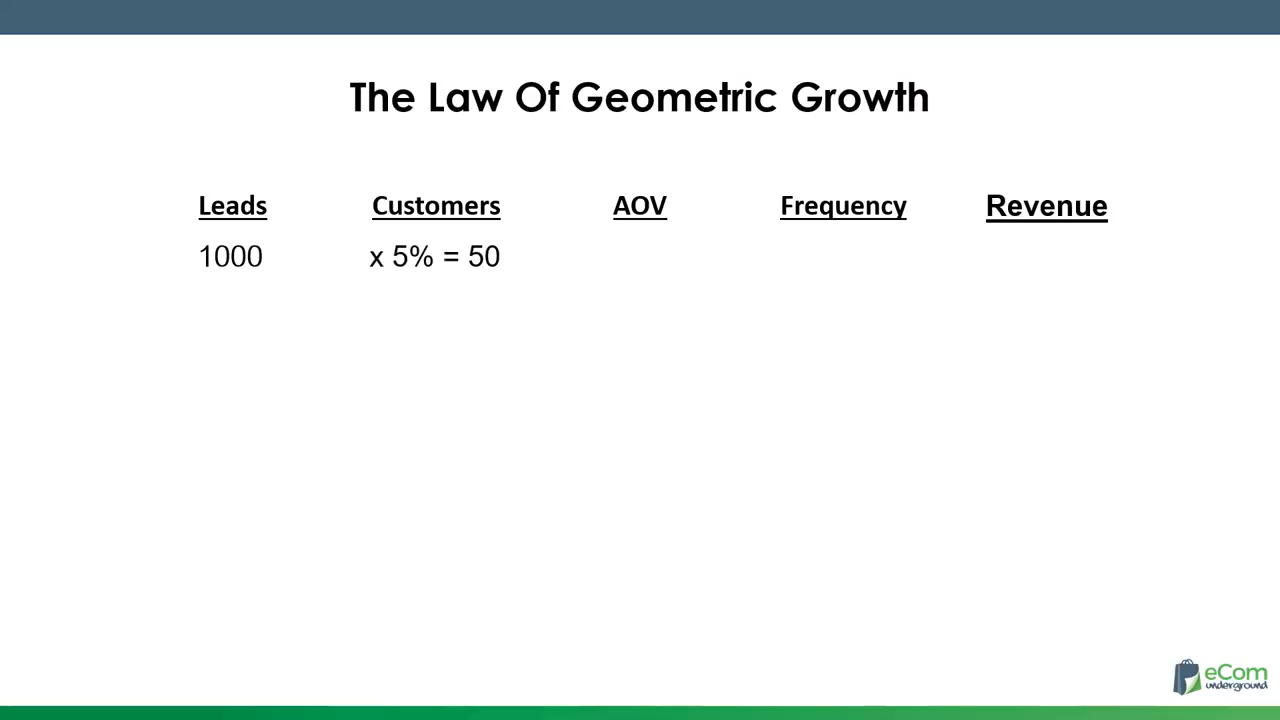 The Law Of Geometric Growth
Leads Customers AOV Frequency Revenue
1000 x 5% = 50
eCom
underground